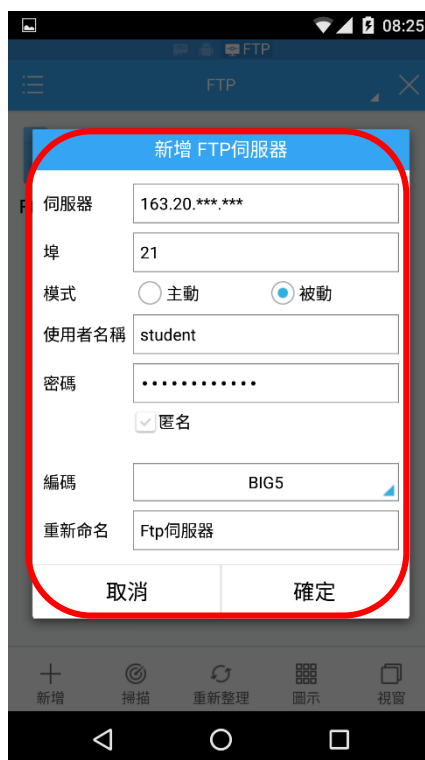 08:25
FTP
FTP
新增 FTP伺服器
伺服器 163.20.***.***
埠 21
模式 主動 被動
使用者名稱 student
密碼 ••••••••••••
匿名
編碼 BIG5
重新命名 Ftp伺服器
取消 確定
新增 掃描 重新整理 圖示 視窗